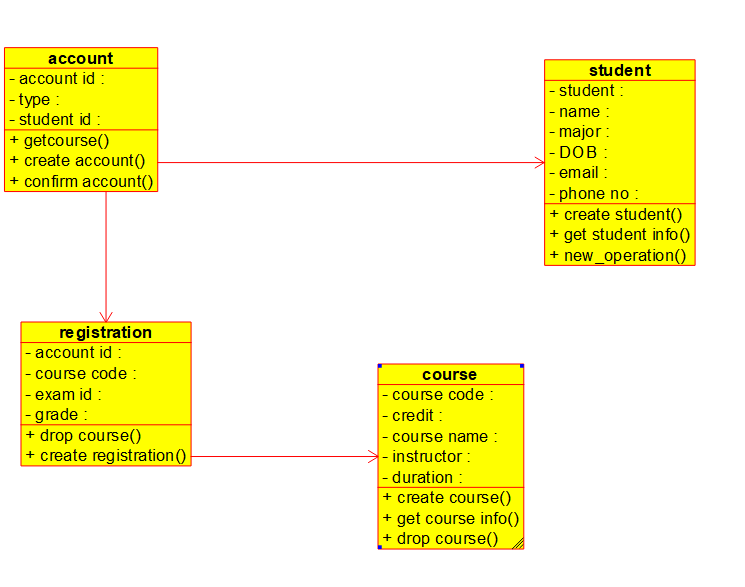 account
- account id :
- type :
- student id :
+ getcourse()
+ create account()
+ confirm account()
student
- student :
- name :
- major :
- DOB :
- email :
- phone no :
+ create student()
+ get student info()
+ new_operation()
registration
- account id :
- course code :
- exam id :
- grade :
+ drop course()
+ create registration()
course
- course code :
- credit :
- course name :
- instructor :
- duration :
+ create course()
+ get course info()
+ drop course()